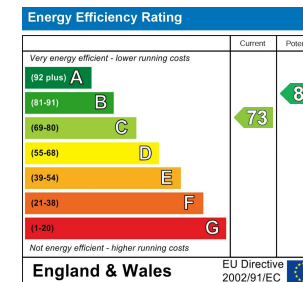 Energy Efficiency Rating
Current
Very energy efficient - lower running costs
(92 plus) A
(81-91) B
(69-80) C
(55-68) D
(39-54) E
(21-38) F
(1-20) G
73
Not energy efficient - higher running costs
England & Wales
EU Directive
2002/91/EC